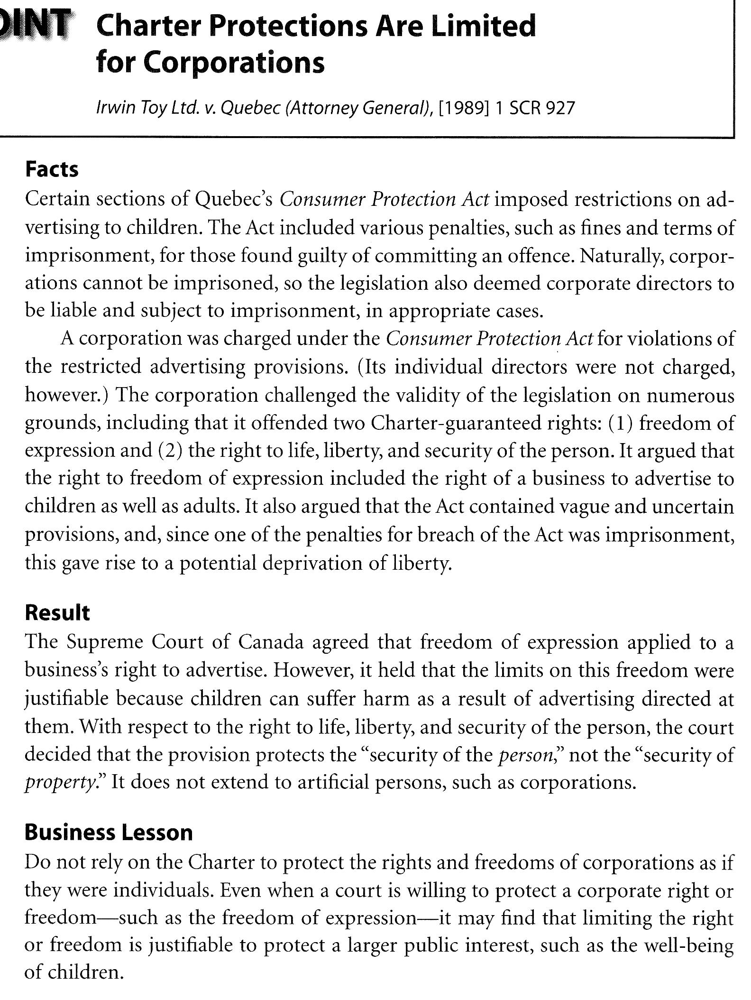 OINT Charter Protections Are Limited
for Corporations
Irwin Toy Ltd. v. Quebec (Attorney General), [1989] 1 SCR 927
Facts
Certain sections of Quebec’s Consumer Protection Act imposed restrictions on ad-
vertising to children. The Act included various penalties, such as fines and terms of
imprisonment, for those found guilty of committing an offence. Naturally, corpor-
ations cannot be imprisoned, so the legislation also deemed corporate directors to
be liable and subject to imprisonment, in appropriate cases.
A corporation was charged under the Consumer Protection Act for violations of
the restricted advertising provisions. (Its individual directors were not charged,
however.) The corporation challenged the validity of the legislation on numerous
grounds, including that it offended two Charter-guaranteed rights: (1) freedom of
expression and (2) the right to life, liberty, and security of the person. It argued that
the right to freedom of expression included the right of a business to advertise to
children as well as adults. It also argued that the Act contained vague and uncertain
provisions, and, since one of the penalties for breach of the Act was imprisonment,
this gave rise to a potential deprivation of liberty.
Result
The Supreme Court of Canada agreed that freedom of expression applied to a
business’s right to advertise. However, it held that the limits on this freedom were
justifiable because children can suffer harm as a result of advertising directed at
them. With respect to the right to life, liberty, and security of the person, the court
decided that the provision protects the “security of the person,” not the “security of
property.” It does not extend to artificial persons, such as corporations.
Business Lesson
Do not rely on the Charter to protect the rights and freedoms of corporations as if
they were individuals. Even when a court is willing to protect a corporate right or
freedom—such as the freedom of expression—it may find that limiting the right
or freedom is justifiable to protect a larger public interest, such as the well-being
of children.